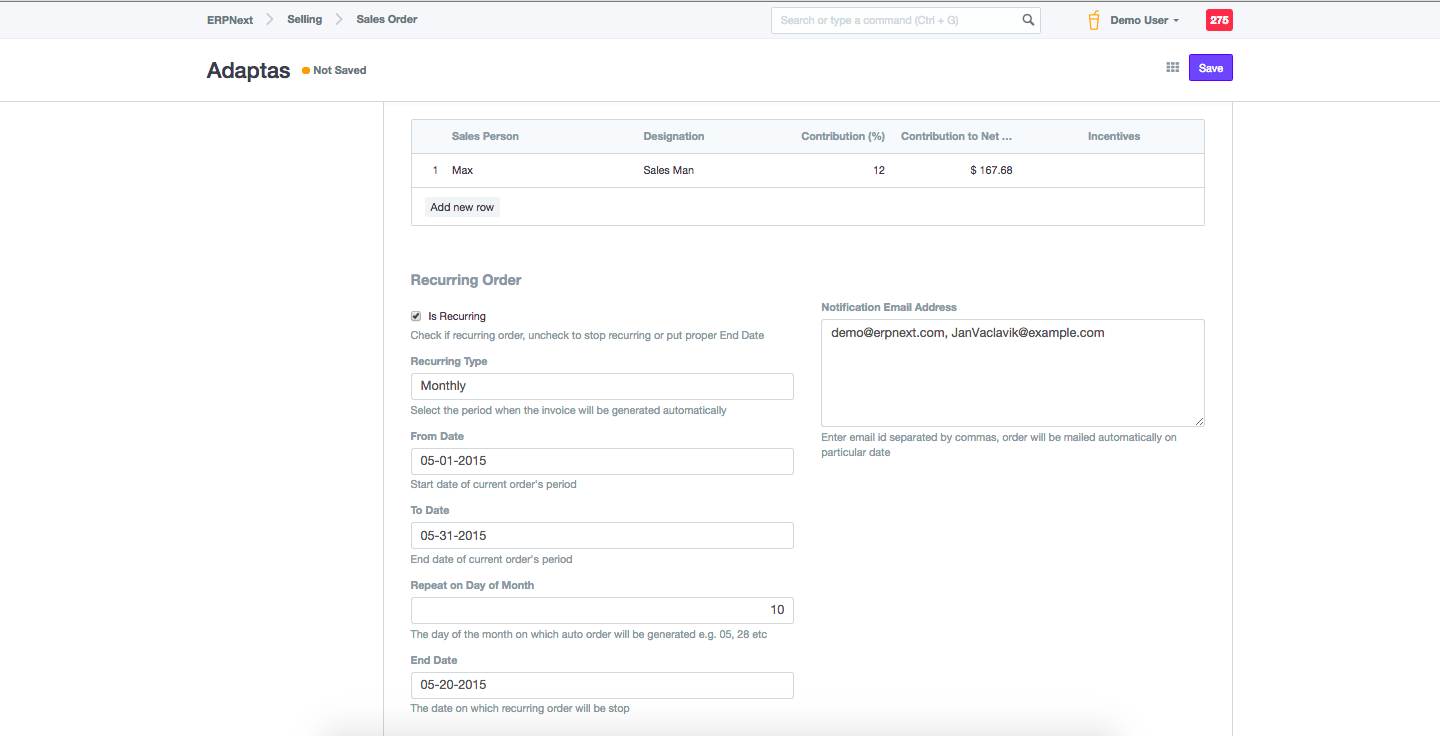 ERPNext Selling Sales Order Search or type a command (Ctrl + G) Demo User 275
Adaptas Not Saved Save
Sales Person Designation Contribution (%) Contribution to Net ... Incentives
1 Max Sales Man 12 $ 167.68
Add new row
Recurring Order
Is Recurring
Check if recurring order, uncheck to stop recurring or put proper End Date
Recurring Type
Monthly
Select the period when the invoice will be generated automatically
From Date
05-01-2015
Start date of current order's period
To Date
05-31-2015
End date of current order's period
Repeat on Day of Month
10
The day of the month on which auto order will be generated e.g. 05, 28 etc
End Date
05-20-2015
The date on which recurring order will be stop
Notification Email Address
demo@erpnext.com, JanVaclavik@example.com
Enter email id separated by commas, order will be mailed automatically on
particular date